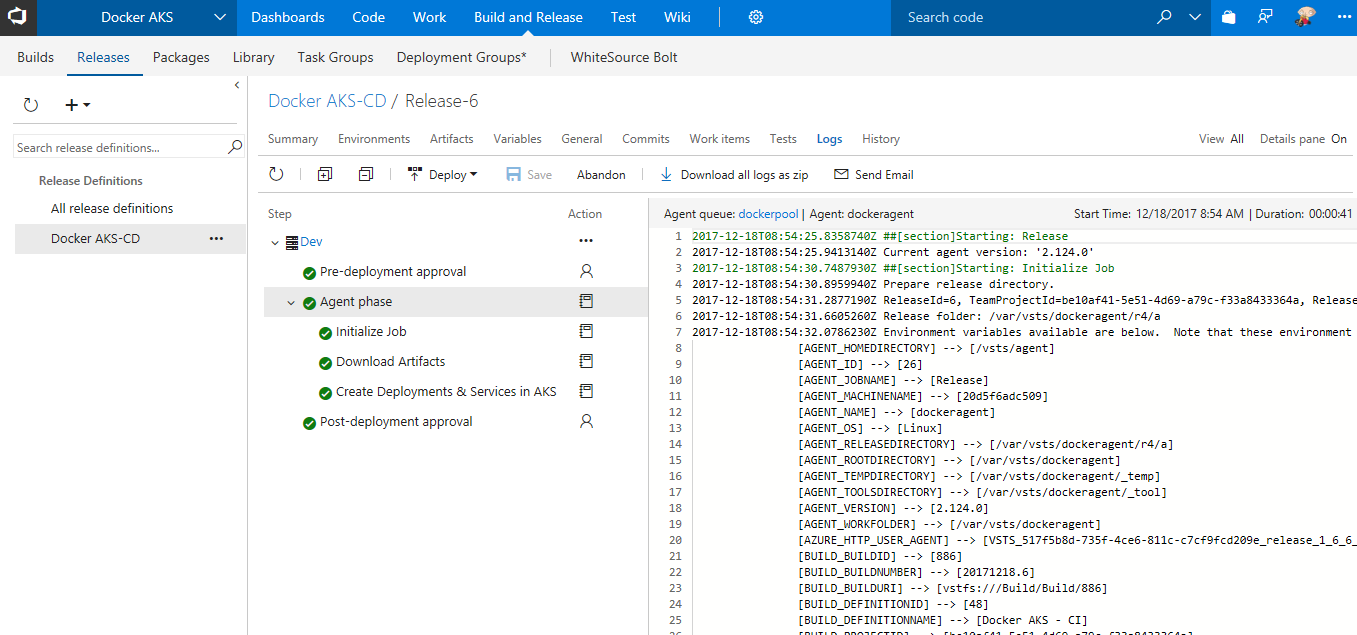 Docker AKS Dashboards Code Work Build and Release Test Wiki Search code
Builds Releases Packages Library Task Groups Deployment Groups* WhiteSource Bolt
Search release definitions...
Release Definitions
All release definitions
Docker AKS-CD
Docker AKS-CD / Release-6
Summary Environments Artifacts Variables General Commits Work items Tests Logs History View All Details pane On
Deploy Save Abandon Download all logs as zip Send Email
Step Action
Dev
Pre-deployment approval
Agent phase
Initialize Job
Download Artifacts
Create Deployments & Services in AKS
Post-deployment approval
Agent queue: dockerpool | Agent: dockeragent Start Time: 12/18/2017 8:54 AM | Duration: 00:00:41
1 2017-12-18T08:54:25.8358740Z ##[section]Starting: Release
2 2017-12-18T08:54:25.9413140Z Current agent version: '2.124.0'
3 2017-12-18T08:54:30.7487930Z ##[section]Starting: Initialize Job
4 2017-12-18T08:54:30.8959940Z Prepare release directory.
5 2017-12-18T08:54:31.2877190Z ReleaseId=6, TeamProjectId=be10af41-5e51-4d69-a79c-f33a8433364a, Release
6 2017-12-18T08:54:31.6605260Z Release folder: /var/vsts/dockeragent/r4/a
7 2017-12-18T08:54:32.0786230Z Environment variables available are below.  Note that these environment
8 [AGENT_HOMEDIRECTORY] --> [/vsts/agent]
9 [AGENT_ID] --> [26]
10 [AGENT_JOBNAME] --> [Release]
11 [AGENT_MACHINENAME] --> [20d5f6adc509]
12 [AGENT_NAME] --> [dockeragent]
13 [AGENT_OS] --> [Linux]
14 [AGENT_RELEASEDIRECTORY] --> [/var/vsts/dockeragent/r4/a]
15 [AGENT_ROOTDIRECTORY] --> [/var/vsts/dockeragent]
16 [AGENT_TEMPDIRECTORY] --> [/var/vsts/dockeragent/_temp]
17 [AGENT_TOOLSDIRECTORY] --> [/var/vsts/dockeragent/_tool]
18 [AGENT_VERSION] --> [2.124.0]
19 [AGENT_WORKFOLDER] --> [/var/vsts/dockeragent]
20 [AZURE_HTTP_USER_AGENT] --> [VSTS_517f5b8d-735f-4ce6-811c-c7cf9fcd209e_release_1_6_6_
21 [BUILD_BUILDID] --> [886]
22 [BUILD_BUILDNUMBER] --> [20171218.6]
23 [BUILD_BUILDURI] --> [vstfs:///Build/Build/886]
24 [BUILD_DEFINITIONID] --> [48]
25 [BUILD_DEFINITIONNAME] --> [Docker AKS - CI]